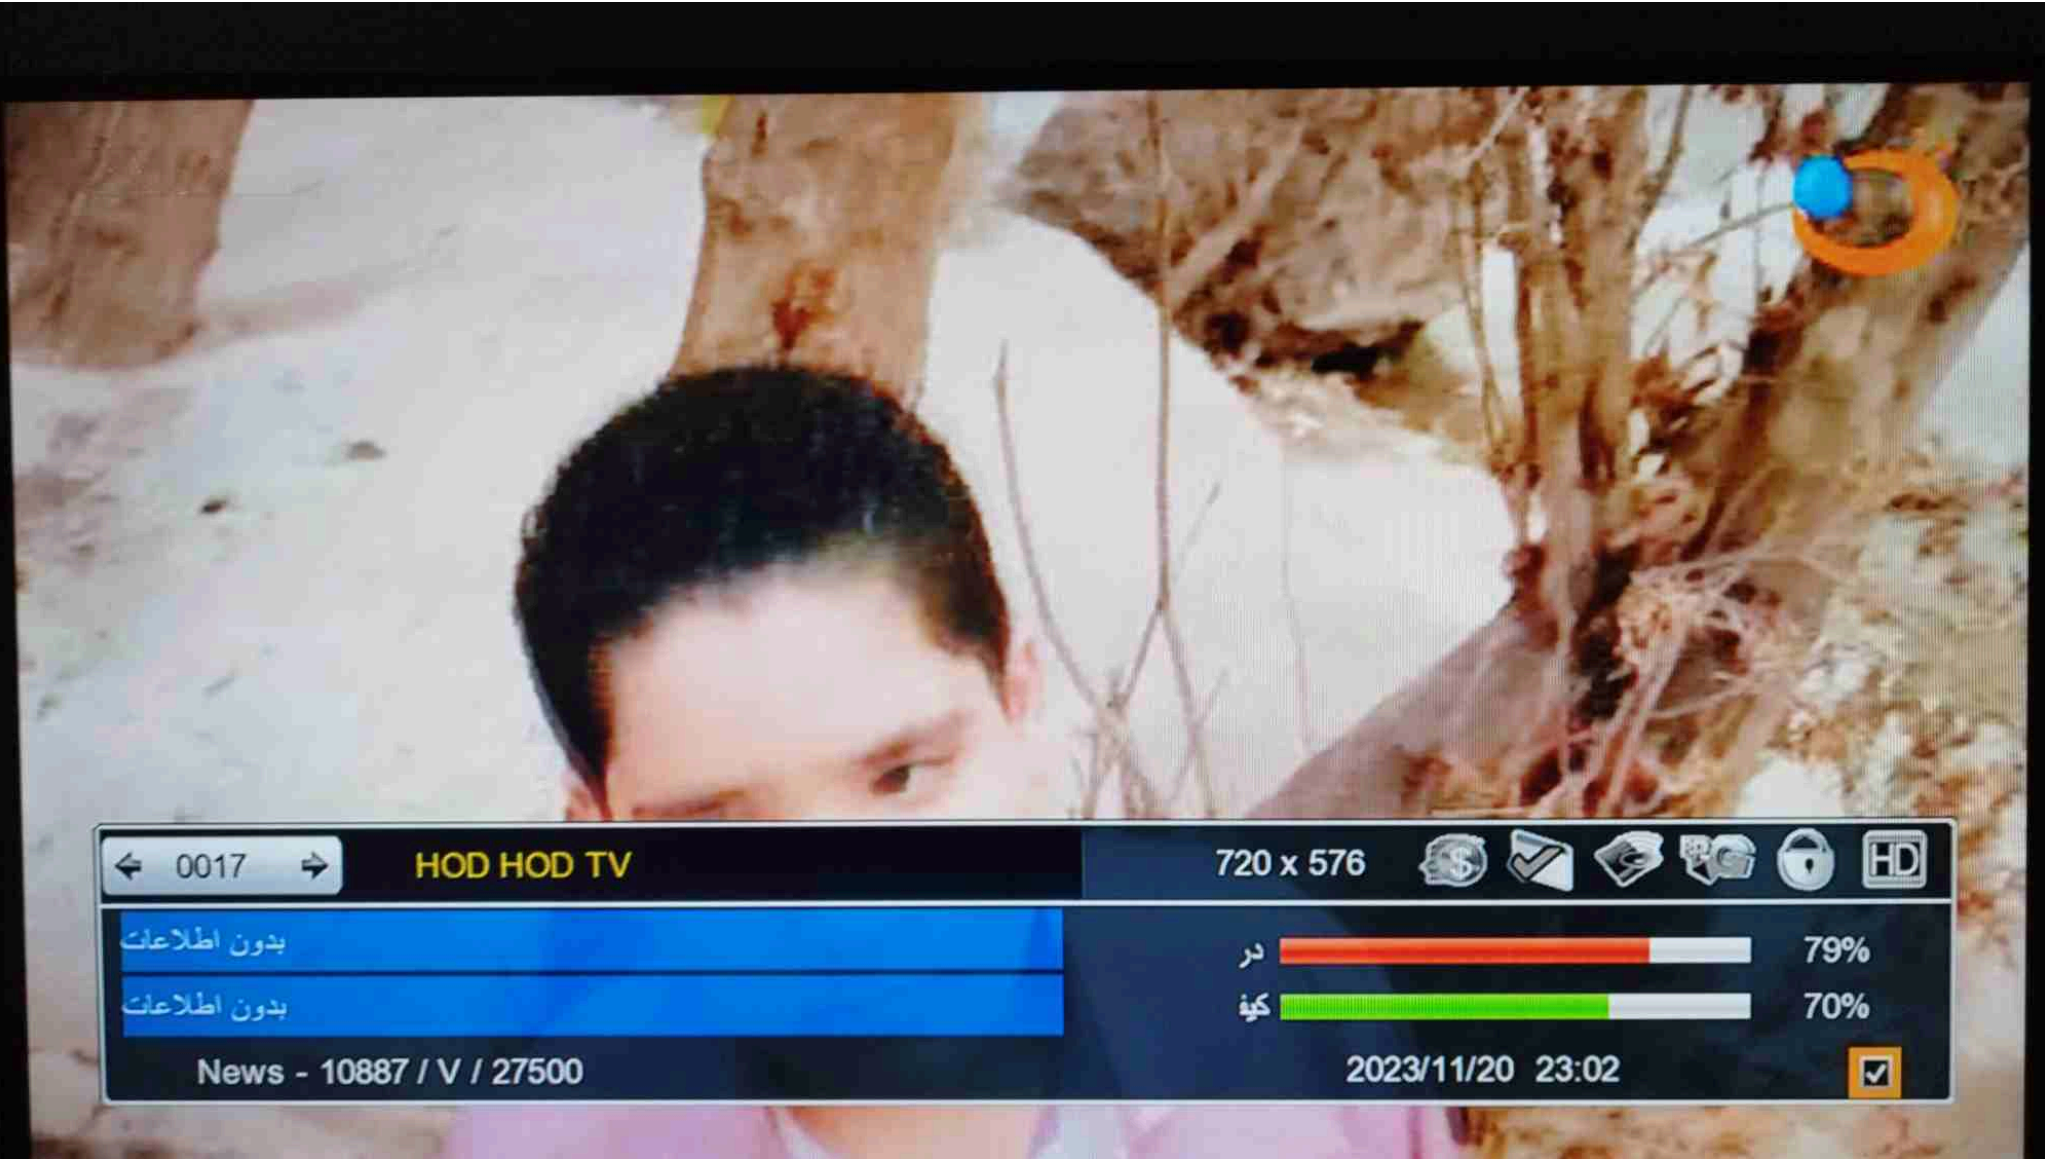 0017 HOD HOD TV 720 x 576 $ HD
بدون اطلاعات
در 79%
بدون اطلاعات
کیف 70%
News - 10887 / V / 27500 2023/11/20 23:02